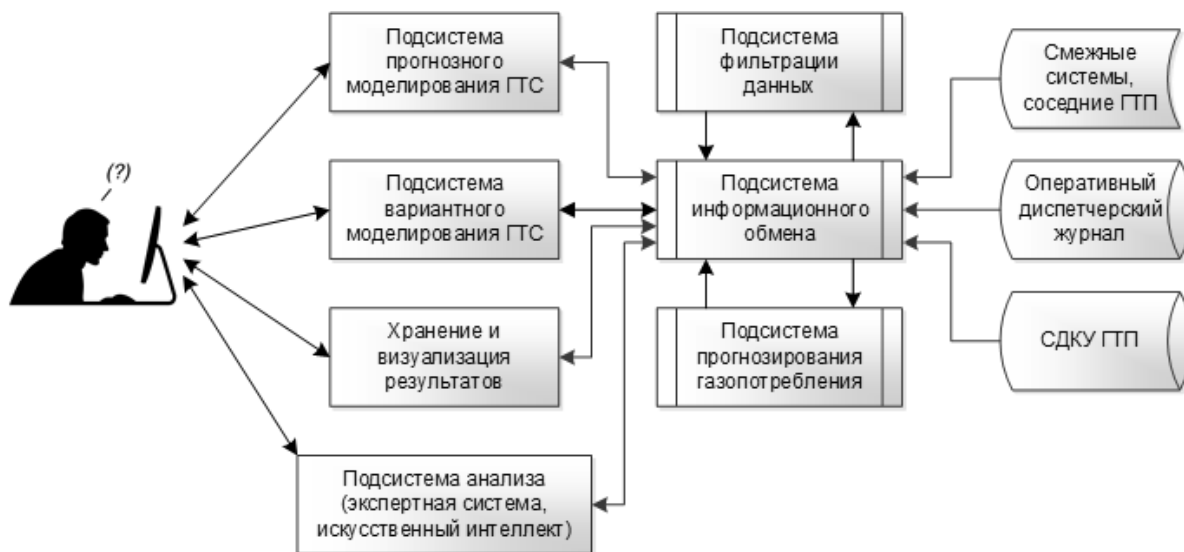 (?)
Подсистема
прогнозного
моделирования ГТС
Подсистема
фильтрации
данных
Смежные
системы,
соседние ГТП
Подсистема
вариантного
моделирования ГТС
Подсистема
информационного
обмена
Оперативный
диспетчерский
журнал
Хранение и
визуализация
результатов
Подсистема
прогнозирования
газопотребления
СДКУ ГТП
Подсистема анализа
(экспертная система,
искусственный интеллект)